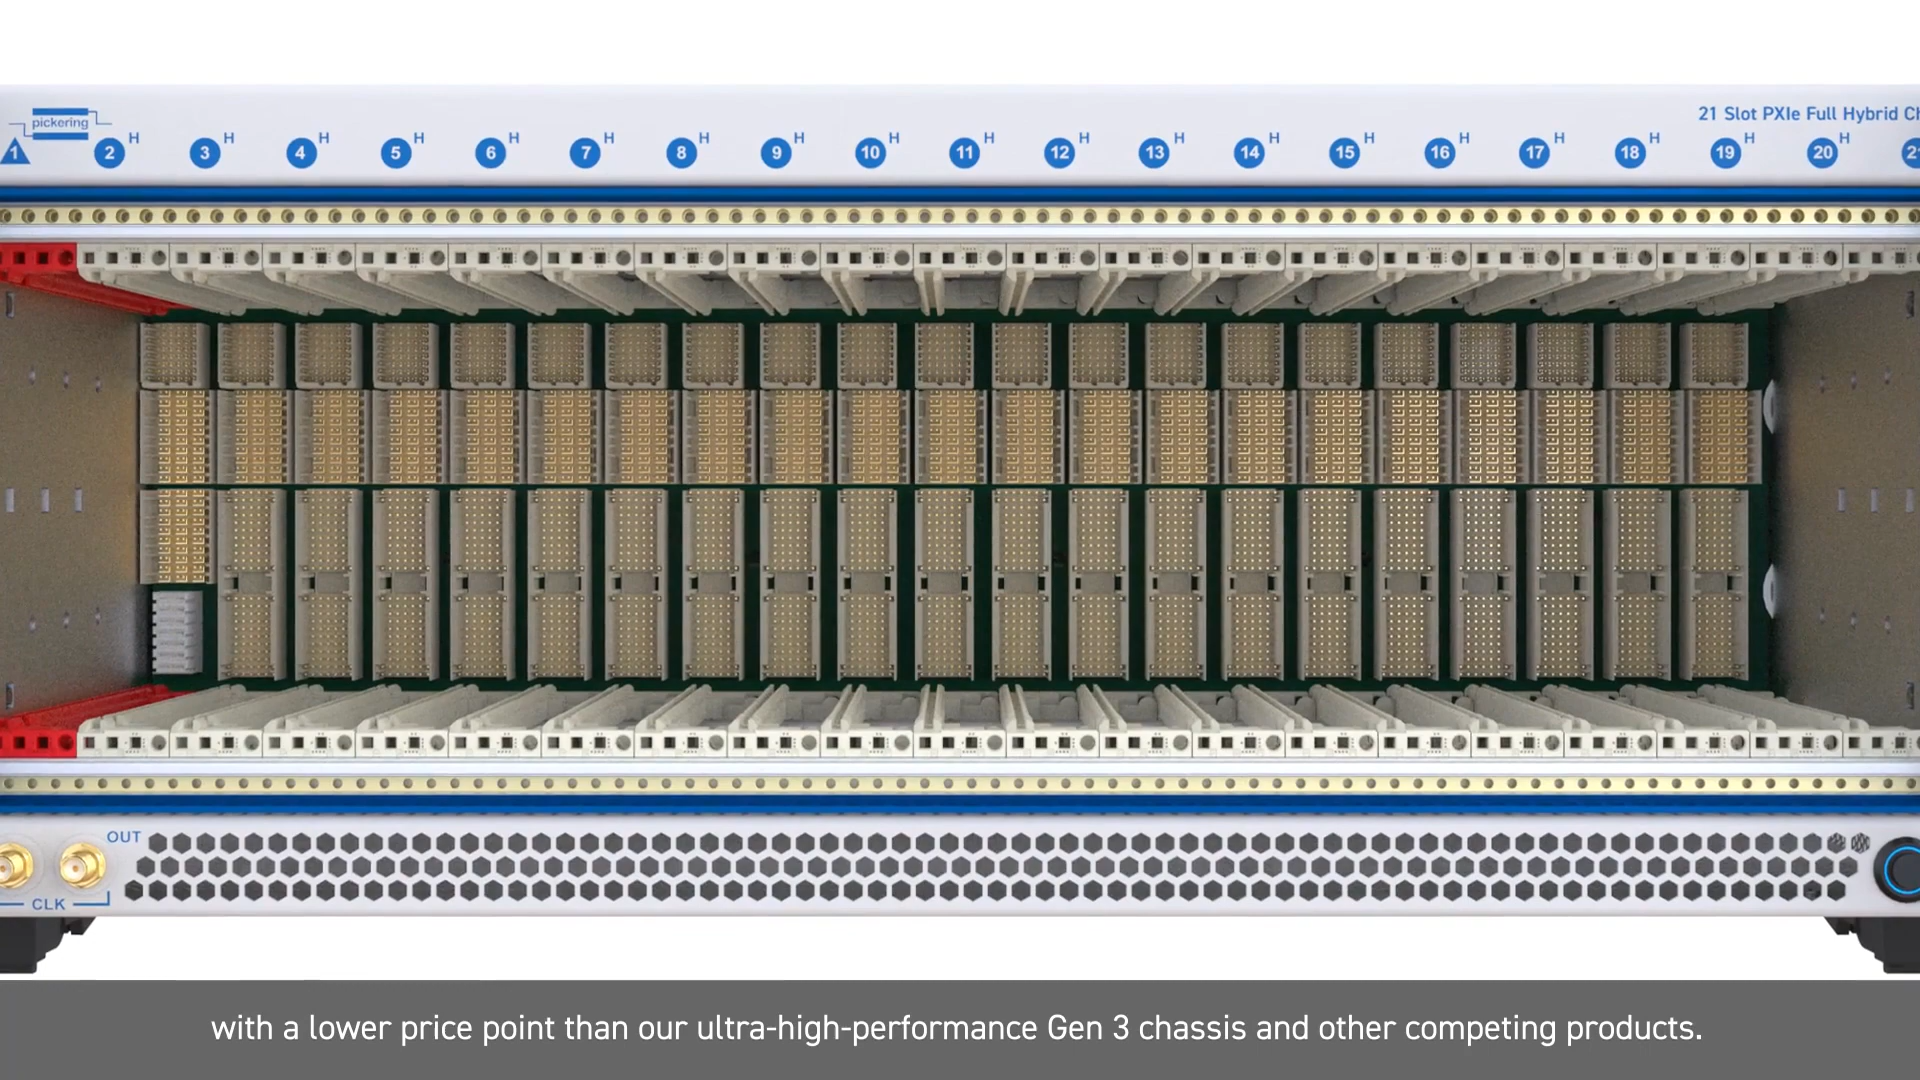 pickering
21 Slot PXIe Full Hybrid Ch
1 2 H 3 H 4 H 5 H 6 H 7 H 8 H 9 H 10 H 11 H 12 H 13 H 14 H 15 H 16 H 17 H 18 H 19 H 20 H 21
OUT
CLK
with a lower price point than our ultra-high-performance Gen 3 chassis and other competing products.